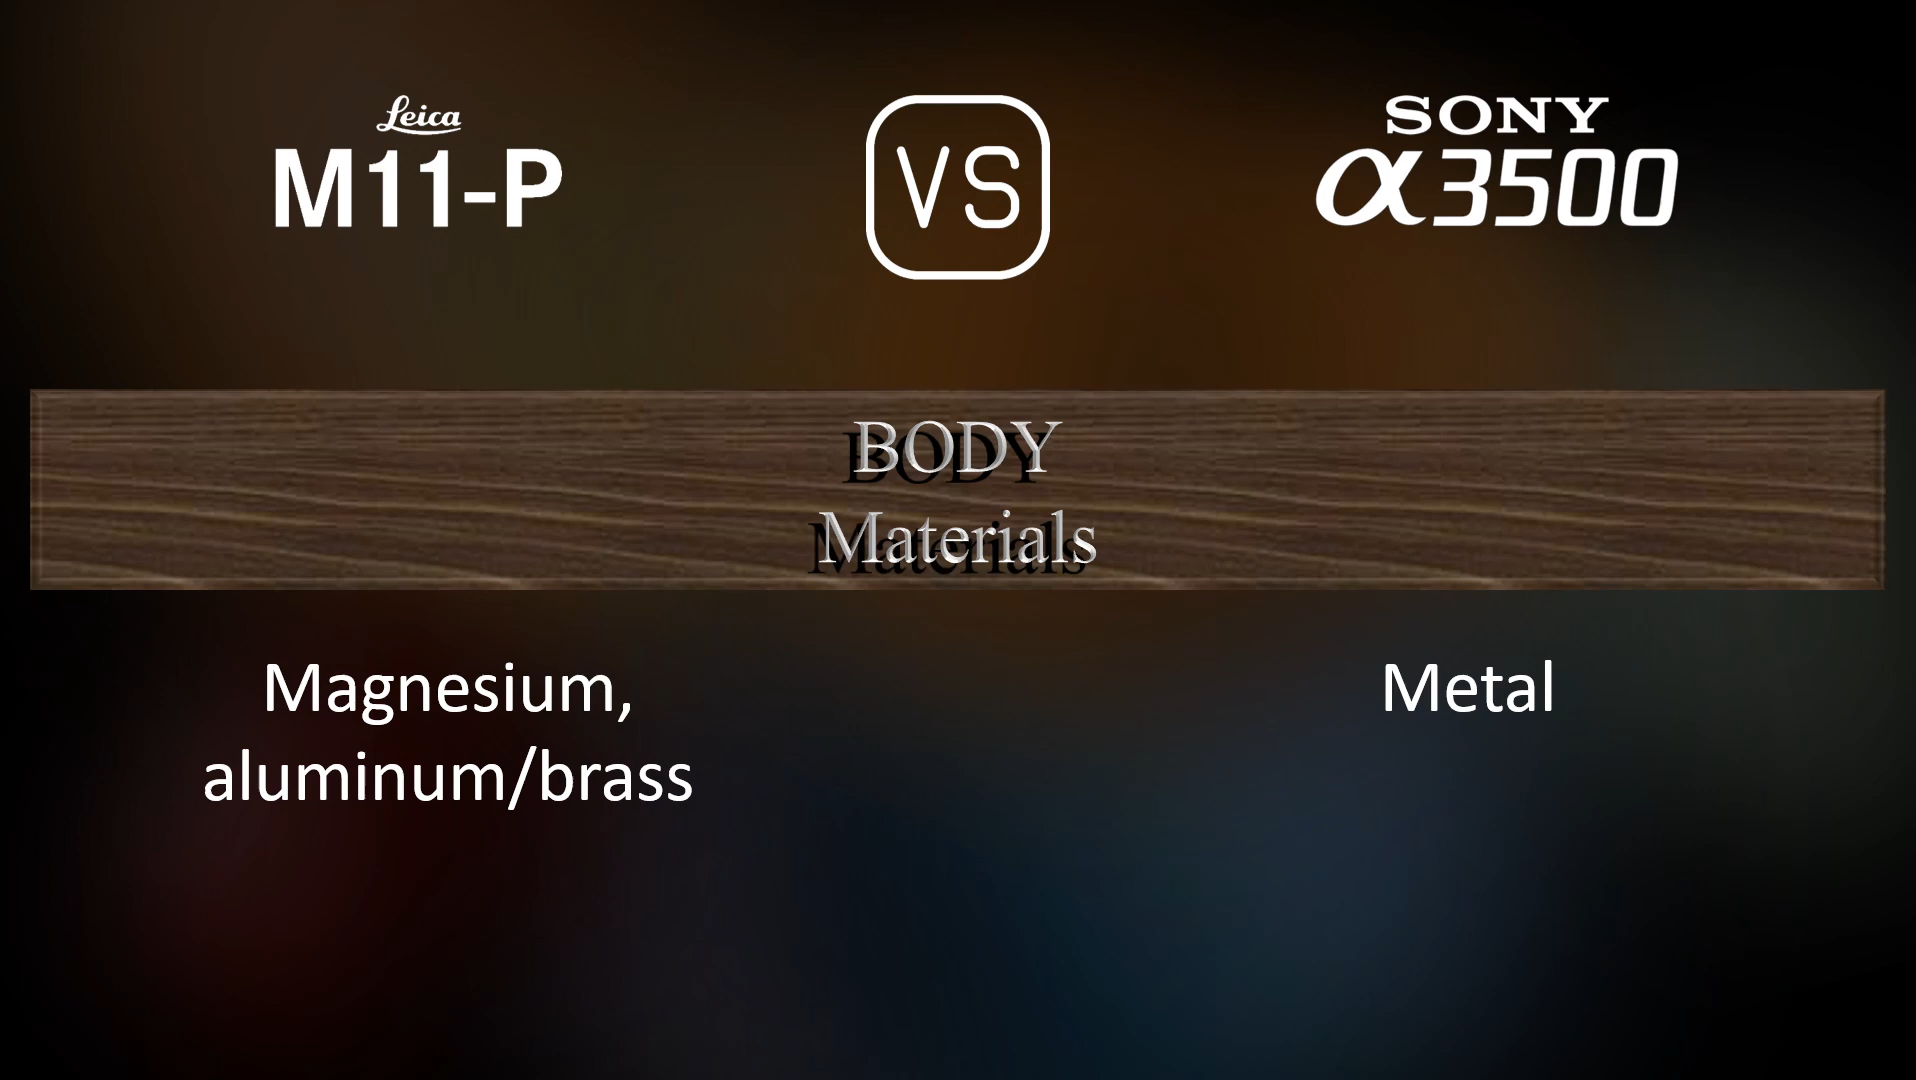 Leica
M11-P
VS
SONY
α3500
BODY
Materials
Magnesium,
aluminum/brass
Metal